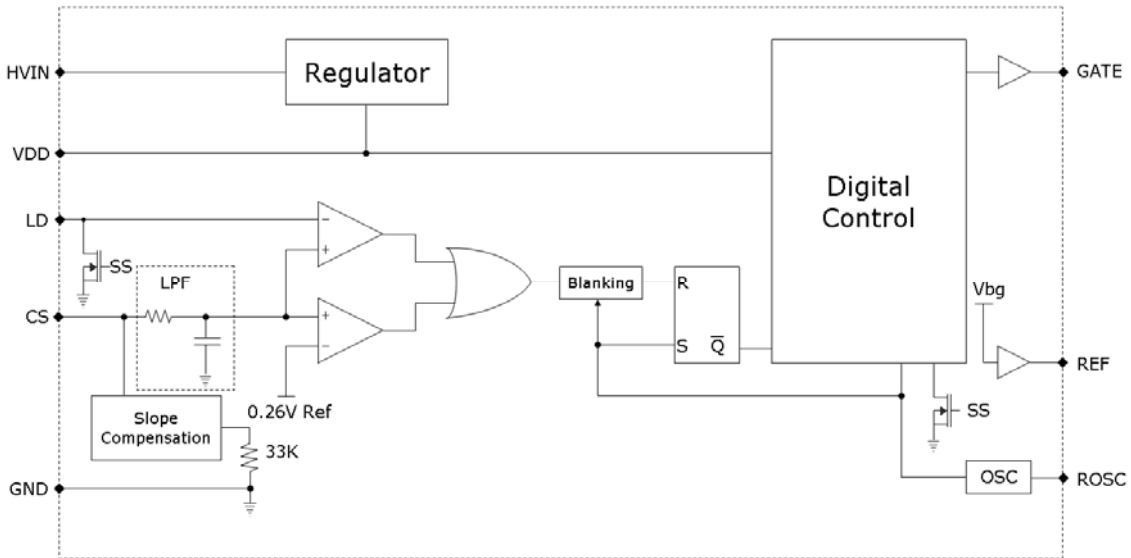 HVIN
Regulator
GATE
VDD
Digital
Control
LD
-
+
SS
LPF
Blanking
R
Vbg
CS
+
-
S
Q̅
REF
0.26V Ref
SS
Slope
Compensation
33K
OSC
ROSC
GND